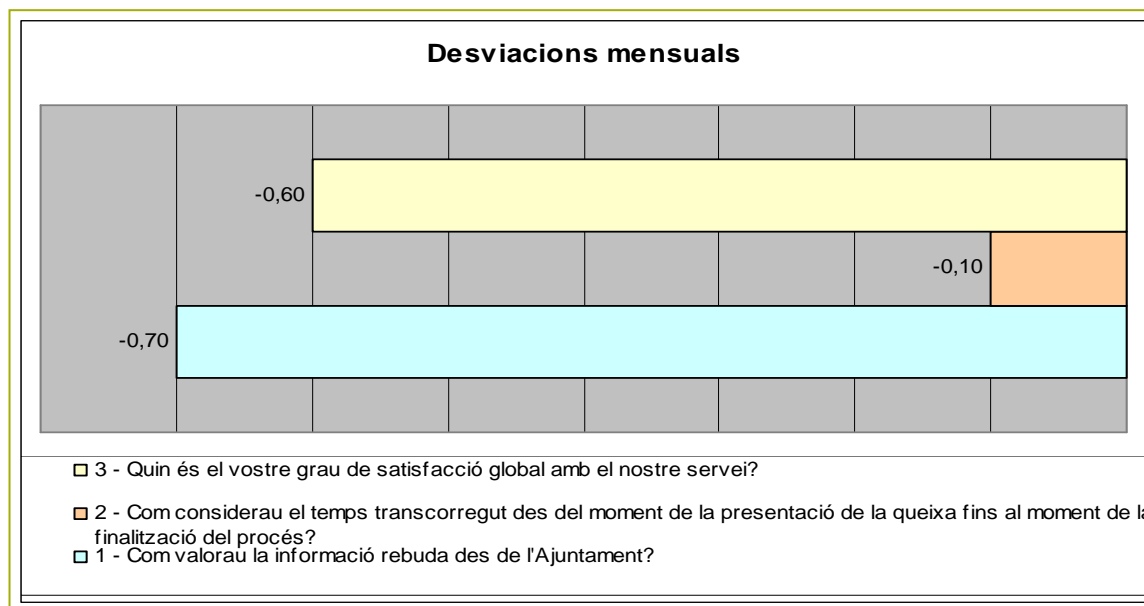 Desviacions mensuals
-0,60
-0,10
-0,70
3 - Quin és el vostre grau de satisfacció global amb el nostre servei?
2 - Com considerau el temps transcorregut des del moment de la presentació de la queixa fins al moment de la
finalització del procés?
1 - Com valorau la informació rebuda des de l'Ajuntament?